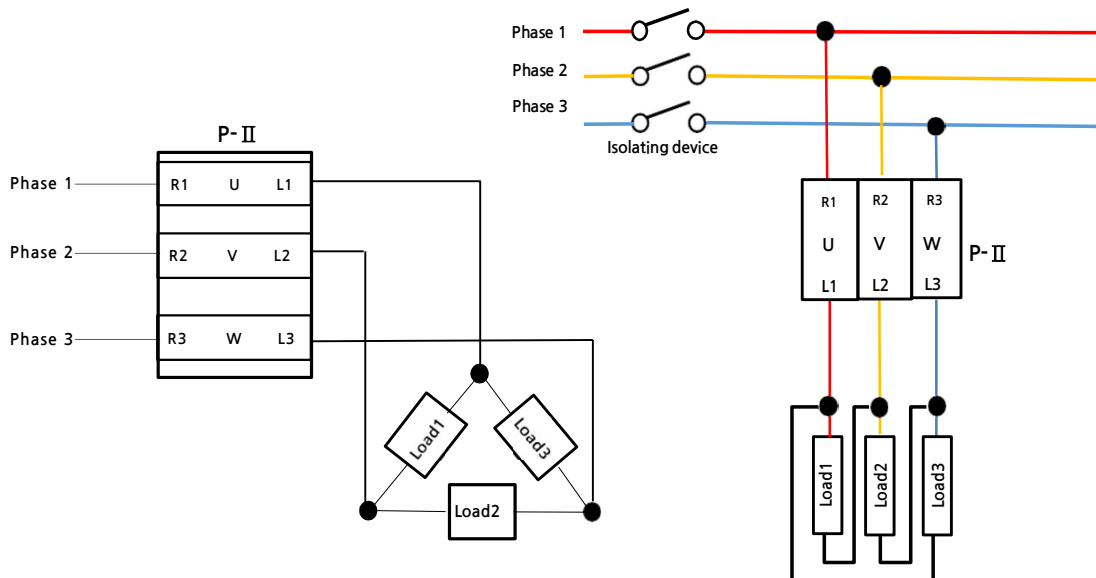 P-Ⅱ
Phase 1
R1 U L1
Phase 2
R2 V L2
Phase 3
R3 W L3
Load1
Load3
Load2
Phase 1
Phase 2
Phase 3
Isolating device
R1 R2 R3
U V W
L1 L2 L3
P-Ⅱ
Load1
Load2
Load3